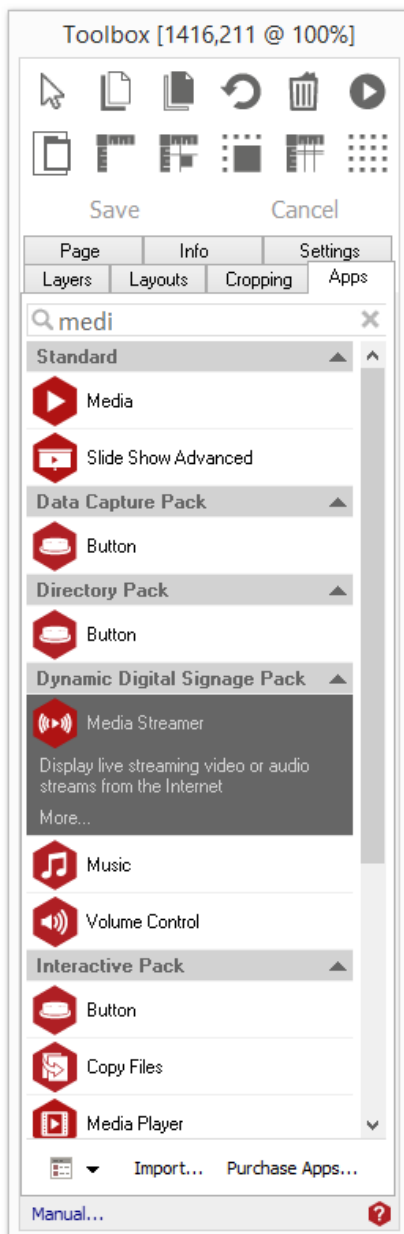 Toolbox [1416,211 @ 100%]
Save Cancel
Page Info Settings
Layers Layouts Cropping Apps
medi
Standard
Media
Slide Show Advanced
Data Capture Pack
Button
Directory Pack
Button
Dynamic Digital Signage Pack
Media Streamer
Display live streaming video or audio
streams from the Internet
More...
Music
Volume Control
Interactive Pack
Button
Copy Files
Media Player
Import... Purchase Apps...
Manual...